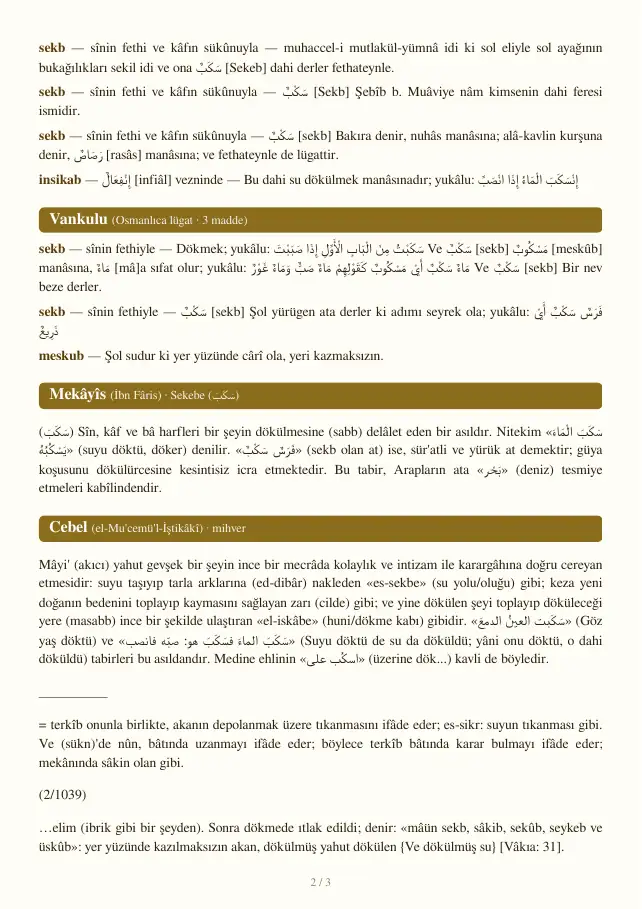 sekb — sînin fethi ve kâfın sükûnuyla — muhaccel-i mutlakül-yümnâ idi ki sol eliyle sol ayağının
bukağılıkları sekil idi ve ona سَكَبٌ [Sekeb] dahi derler fethateynle.
sekb — sînin fethi ve kâfın sükûnuyla — سَكْبٌ [Sekb] Şebîb b. Muâviye nâm kimsenin dahi feresi
ismidir.
sekb — sînin fethi ve kâfın sükûnuyla — سَكْبٌ [sekb] Bakıra denir, nuhâs manâsına; alâ-kavlin kurşuna
denir, رَصَاصٌ [rasâs] manâsına; ve fethateynle de lügattir.
insikab — إِنْفِعَالٌ [infiâl] vezninde — Bu dahi su dökülmek manâsınadır; yukâlu: إِنْسَكَبَ الْمَاءُ إِذَا انْصَبَّ
Vankulu (Osmanlıca lügat · 3 madde)
sekb — sînin fethiyle — Dökmek; yukâlu: سَكَبْتُ مِنَ الْبَابِ الْأَوَّلِ إِذَا صَبَبْتَ Ve سَكْبٌ [sekb] مَسْكُوبٌ [meskûb]
manâsına, مَاءٌ [mâ]a sıfat olur; yukâlu: مَاءٌ سَكْبٌ أَيْ مَسْكُوبٌ كَقَوْلِهِمْ مَاءٌ صَبٌّ وَمَاءٌ غَوْرٌ Ve سَكْبٌ [sekb] Bir nev
beze derler.
sekb — sînin fethiyle — سَكْبٌ [sekb] Şol yürügen ata derler ki adımı seyrek ola; yukâlu: فَرَسٌ سَكْبٌ أَيْ
ذَرِيعٌ
meskub — Şol sudur ki yer yüzünde cârî ola, yeri kazmaksızın.
Mekâyîs (İbn Fâris) · Sekebe (سَكَبَ)
(سَكَبَ) Sîn, kâf ve bâ harfleri bir şeyin dökülmesine (sabb) delâlet eden bir asıldır. Nitekim «سَكَبَ الْمَاءَ
يَسْكُبُهُ» (suyu döktü, döker) denilir. «فَرَسٌ سَكْبٌ» (sekb olan at) ise, sür'atli ve yürük at demektir; güya
koşusunu dökülürcesine kesintisiz icra etmektedir. Bu tabir, Arapların ata «بَحْر» (deniz) tesmiye
etmeleri kabîlindendir.
Cebel (el-Mu'cemü'l-İştikâkî) · mihver
Mâyi' (akıcı) yahut gevşek bir şeyin ince bir mecrâda kolaylık ve intizam ile karargâhına doğru cereyan
etmesidir: suyu taşıyıp tarla arklarına (ed-dibâr) nakleden «es-sekbe» (su yolu/oluğu) gibi; keza yeni
doğanın bedenini toplayıp kaymasını sağlayan zarı (cilde) gibi; ve yine dökülen şeyi toplayıp döküleceği
yere (masabb) ince bir şekilde ulaştıran «el-iskâbe» (huni/dökme kabı) gibidir. «سَكَبت العينُ الدمعَ» (Göz
yaş döktü) ve «سَكَبَ الماءَ فسَكَبَ هو: صبّه فانصب» (Suyu döktü de su da döküldü; yâni onu döktü, o dahi
döküldü) tabirleri bu asıldandır. Medine ehlinin «اسكُب على» (üzerine dök...) kavli de böyledir.
= terkîb onunla birlikte, akanın depolanmak üzere tıkanmasını ifâde eder; es-sikr: suyun tıkanması gibi.
Ve (sükn)'de nûn, bâtında uzanmayı ifâde eder; böylece terkîb bâtında karar bulmayı ifâde eder;
mekânında sâkin olan gibi.
(2/1039)
…elim (ibrik gibi bir şeyden). Sonra dökmede ıtlak edildi; denir: «mâün sekb, sâkib, sekûb, seykeb ve
üskûb»: yer yüzünde kazılmaksızın akan, dökülmüş yahut dökülen {Ve dökülmüş su} [Vâkıa: 31].
2 / 3